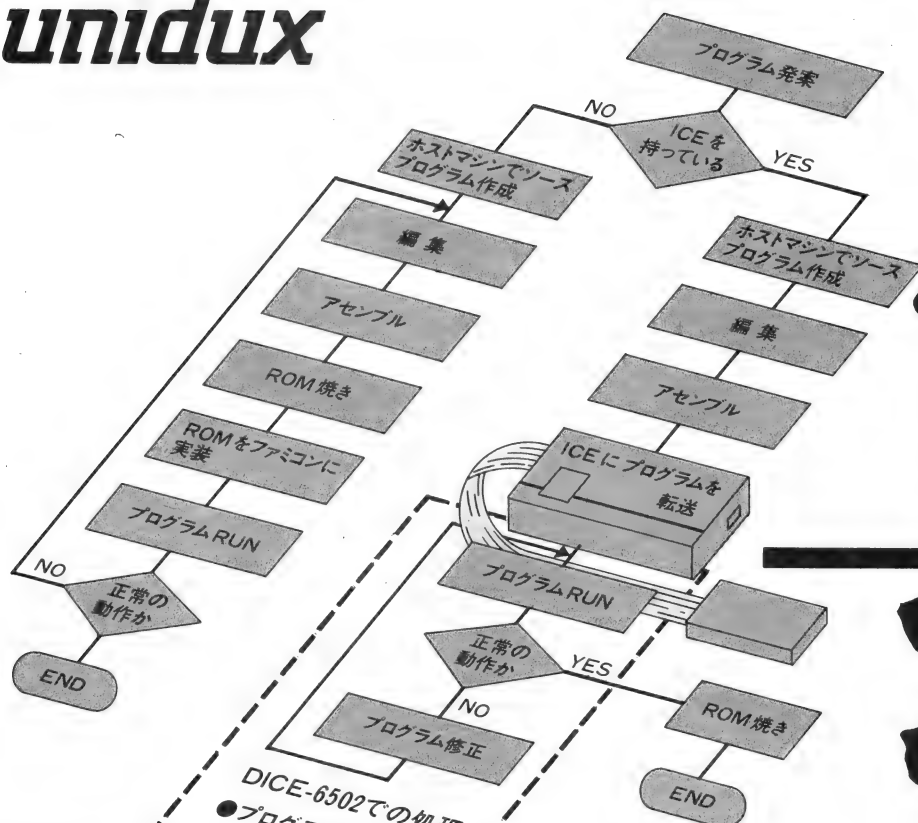 unidux
プログラム発案
ICEを
持っている
NO
YES
ホストマシンでソース
プログラム作成
編集
アセンブル
ROM焼き
ROMをファミコンに
実装
プログラムRUN
NO
正常の
動作か
END
ホストマシンでソース
プログラム作成
編集
アセンブル
ICEにプログラムを
転送
プログラムRUN
正常の
動作か
YES
NO
プログラム修正
ROM焼き
END
DICE-6502での処理
●プログ